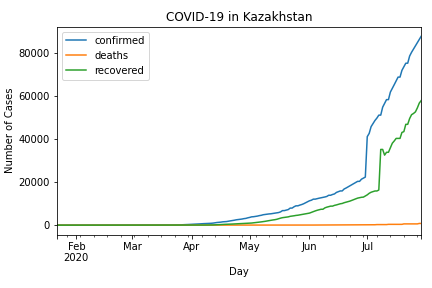 COVID-19 in Kazakhstan
confirmed
deaths
recovered
80000
60000
40000
20000
0
Number of Cases
Feb Mar Apr May Jun Jul
2020
Day